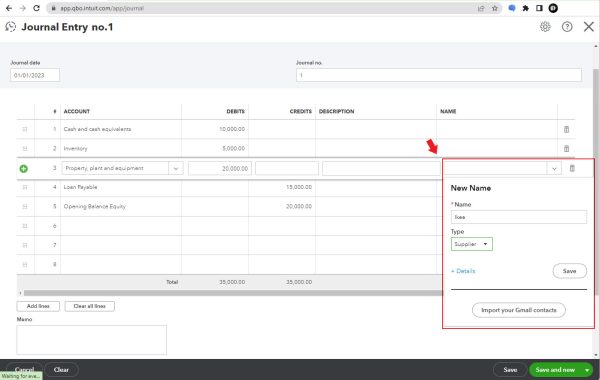 app.qbo.intuit.com/app/journal
Journal Entry no.1
Journal date
Journal no.
01/01/2023
1
# ACCOUNT DEBITS CREDITS DESCRIPTION NAME
1 Cash and cash equivalents 10,000.00
2 Inventory 5,000.00
3 Property, plant and equipment 20,000.00
4 Loan Payable 15,000.00
5 Opening Balance Equity 20,000.00
6
7
8
Total 35,000.00 35,000.00
New Name
* Name
Ikea
Type
Supplier
+ Details Save
Import your Gmail contacts
Add lines Clear all lines
Memo
Cancel Clear Save Save and new
Waiting for